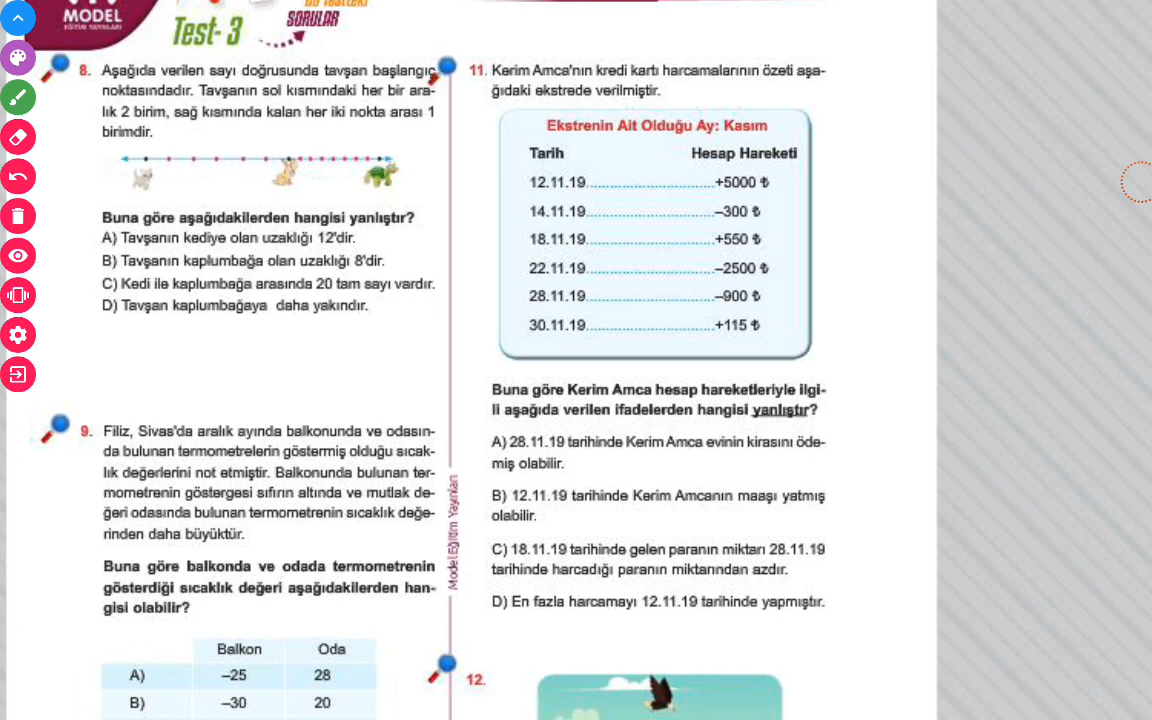 MODEL
EĞİTİM YAYINLARI
Test- 3
SORULAR
8. Aşağıda verilen sayı doğrusunda tavşan başlangıç
noktasındadır. Tavşanın sol kısmındaki her bir ara-
lık 2 birim, sağ kısmında kalan her iki nokta arası 1
birimdir.
Buna göre aşağıdakilerden hangisi yanlıştır?
A) Tavşanın kediye olan uzaklığı 12'dir.
B) Tavşanın kaplumbağa olan uzaklığı 8'dir.
C) Kedi ile kaplumbağa arasında 20 tam sayı vardır.
D) Tavşan kaplumbağaya daha yakındır.
9. Filiz, Sivas'da aralık ayında balkonunda ve odasın-
da bulunan termometrelerin göstermiş olduğu sıcak-
lık değerlerini not etmiştir. Balkonunda bulunan ter-
mometrenin göstergesi sıfırın altında ve mutlak de-
ğeri odasında bulunan termometrenin sıcaklık değe-
rinden daha büyüktür.
Buna göre balkonda ve odada termometrenin
gösterdiği sıcaklık değeri aşağıdakilerden han-
gisi olabilir?
Balkon Oda
A) –25 28
B) –30 20
Model Eğitim Yayınları
11. Kerim Amca'nın kredi kartı harcamalarının özeti aşa-
ğıdaki ekstrede verilmiştir.
Ekstrenin Ait Olduğu Ay: Kasım
Tarih Hesap Hareketi
12.11.19.....................................+5000 ₺
14.11.19.....................................–300 ₺
18.11.19.....................................+550 ₺
22.11.19.....................................–2500 ₺
28.11.19.....................................–900 ₺
30.11.19.....................................+115 ₺
Buna göre Kerim Amca hesap hareketleriyle ilgi-
li aşağıda verilen ifadelerden hangisi yanlıştır?
A) 28.11.19 tarihinde Kerim Amca evinin kirasını öde-
miş olabilir.
B) 12.11.19 tarihinde Kerim Amcanın maaşı yatmış
olabilir.
C) 18.11.19 tarihinde gelen paranın miktarı 28.11.19
tarihinde harcadığı paranın miktarından azdır.
D) En fazla harcamayı 12.11.19 tarihinde yapmıştır.
12.